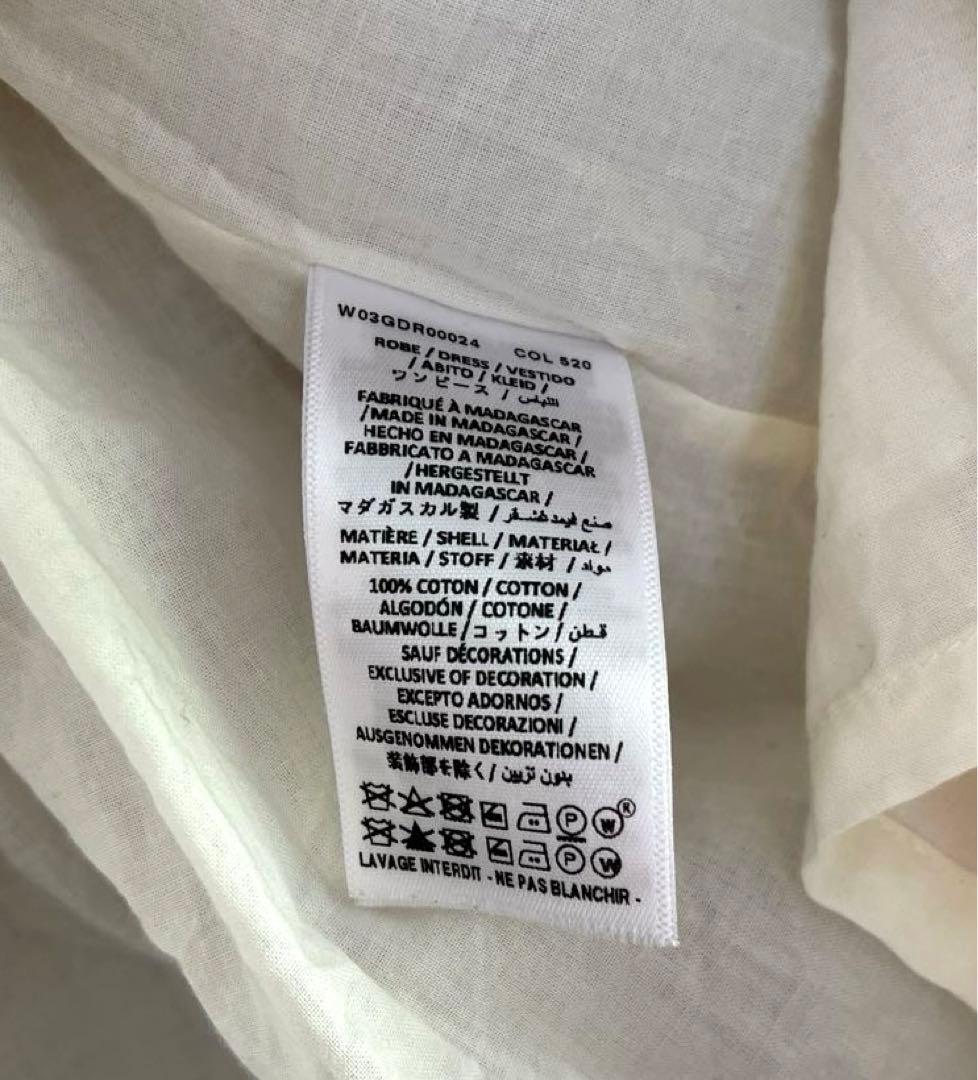 W03GDR00024 COL 520
ROBE / DRESS / VESTIDO
/ ABITO / KLEID /
ワンピース / اللباس
FABRIQUÉ À MADAGASCAR
/MADE IN MADAGASCAR /
HECHO EN MADAGASCAR /
FABBRICATO A MADAGASCAR
/HERGESTELLT
IN MADAGASCAR /
マダガスカル製 / صنع في
MATIÈRE / SHELL / MATERIAL /
MATERIA / STOFF / 素材 / مواد
100% COTON / COTTON /
ALGODÓN / COTONE /
BAUMWOLLE / コットン / قطن
SAUF DÉCORATIONS /
EXCLUSIVE OF DECORATION /
EXCEPTO ADORNOS /
ESCLUSE DECORAZIONI /
AUSGENOMMEN DEKORATIONEN /
装飾部を除く / بدون تزيين
P W®
P W
LAVAGE INTERDIT - NE PAS BLANCHIR -